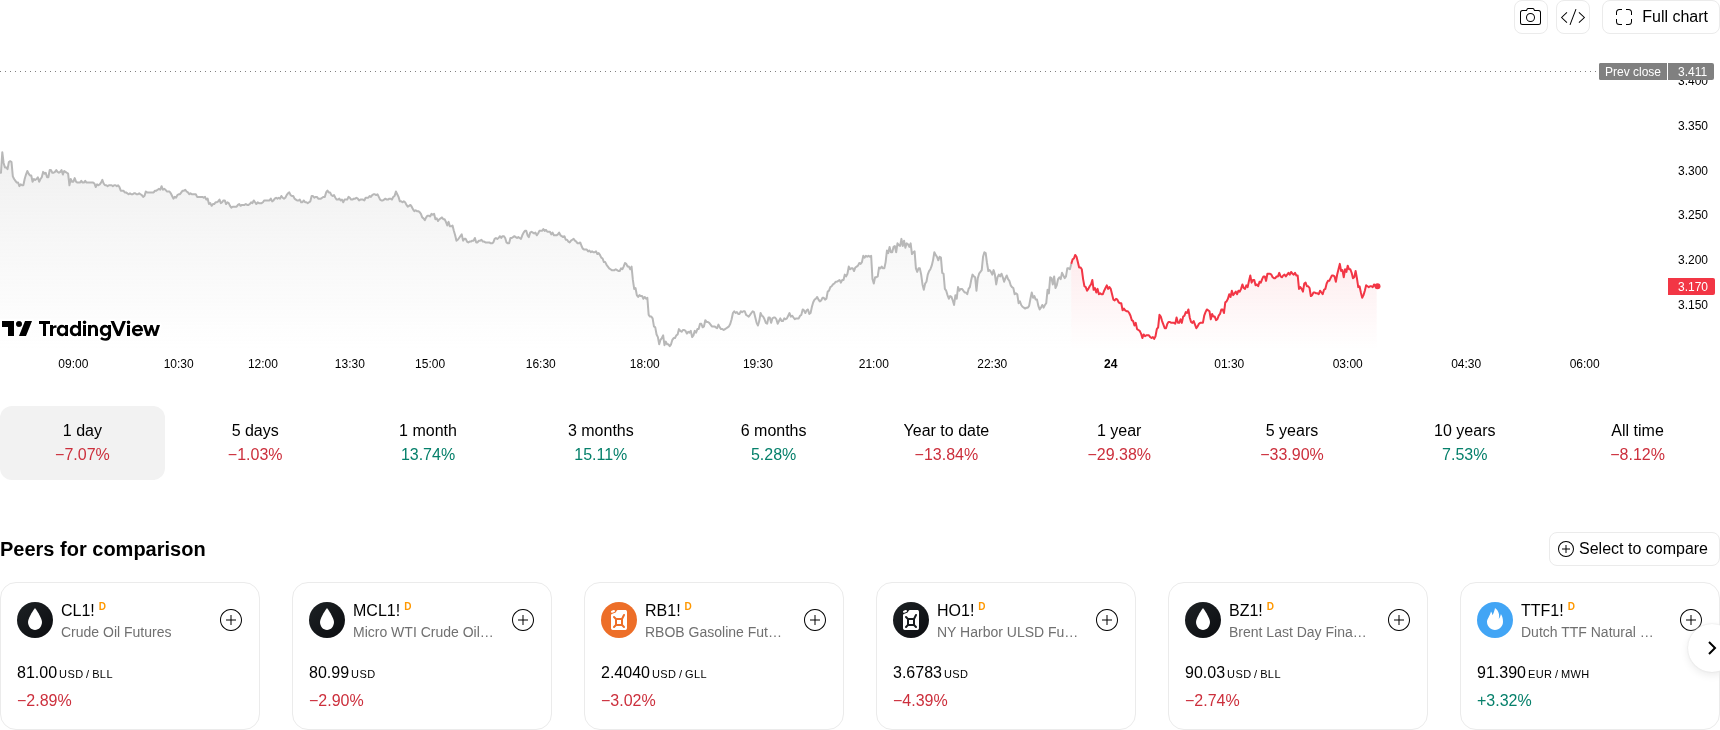 Full chart
Prev close 3.411
3.400
3.350
3.300
3.250
3.200
3.170
3.150
TradingView
09:00 10:30 12:00 13:30 15:00 16:30 18:00 19:30 21:00 22:30 24 01:30 03:00 04:30 06:00
1 day 5 days 1 month 3 months 6 months Year to date 1 year 5 years 10 years All time
−7.07% −1.03% 13.74% 15.11% 5.28% −13.84% −29.38% −33.90% 7.53% −8.12%
Peers for comparison
Select to compare
CL1! D
Crude Oil Futures
81.00 USD / BLL
−2.89%
MCL1! D
Micro WTI Crude Oil…
80.99 USD
−2.90%
RB1! D
RBOB Gasoline Fut…
2.4040 USD / GLL
−3.02%
HO1! D
NY Harbor ULSD Fu…
3.6783 USD
−4.39%
BZ1! D
Brent Last Day Fina…
90.03 USD / BLL
−2.74%
TTF1! D
Dutch TTF Natural …
91.390 EUR / MWH
+3.32%